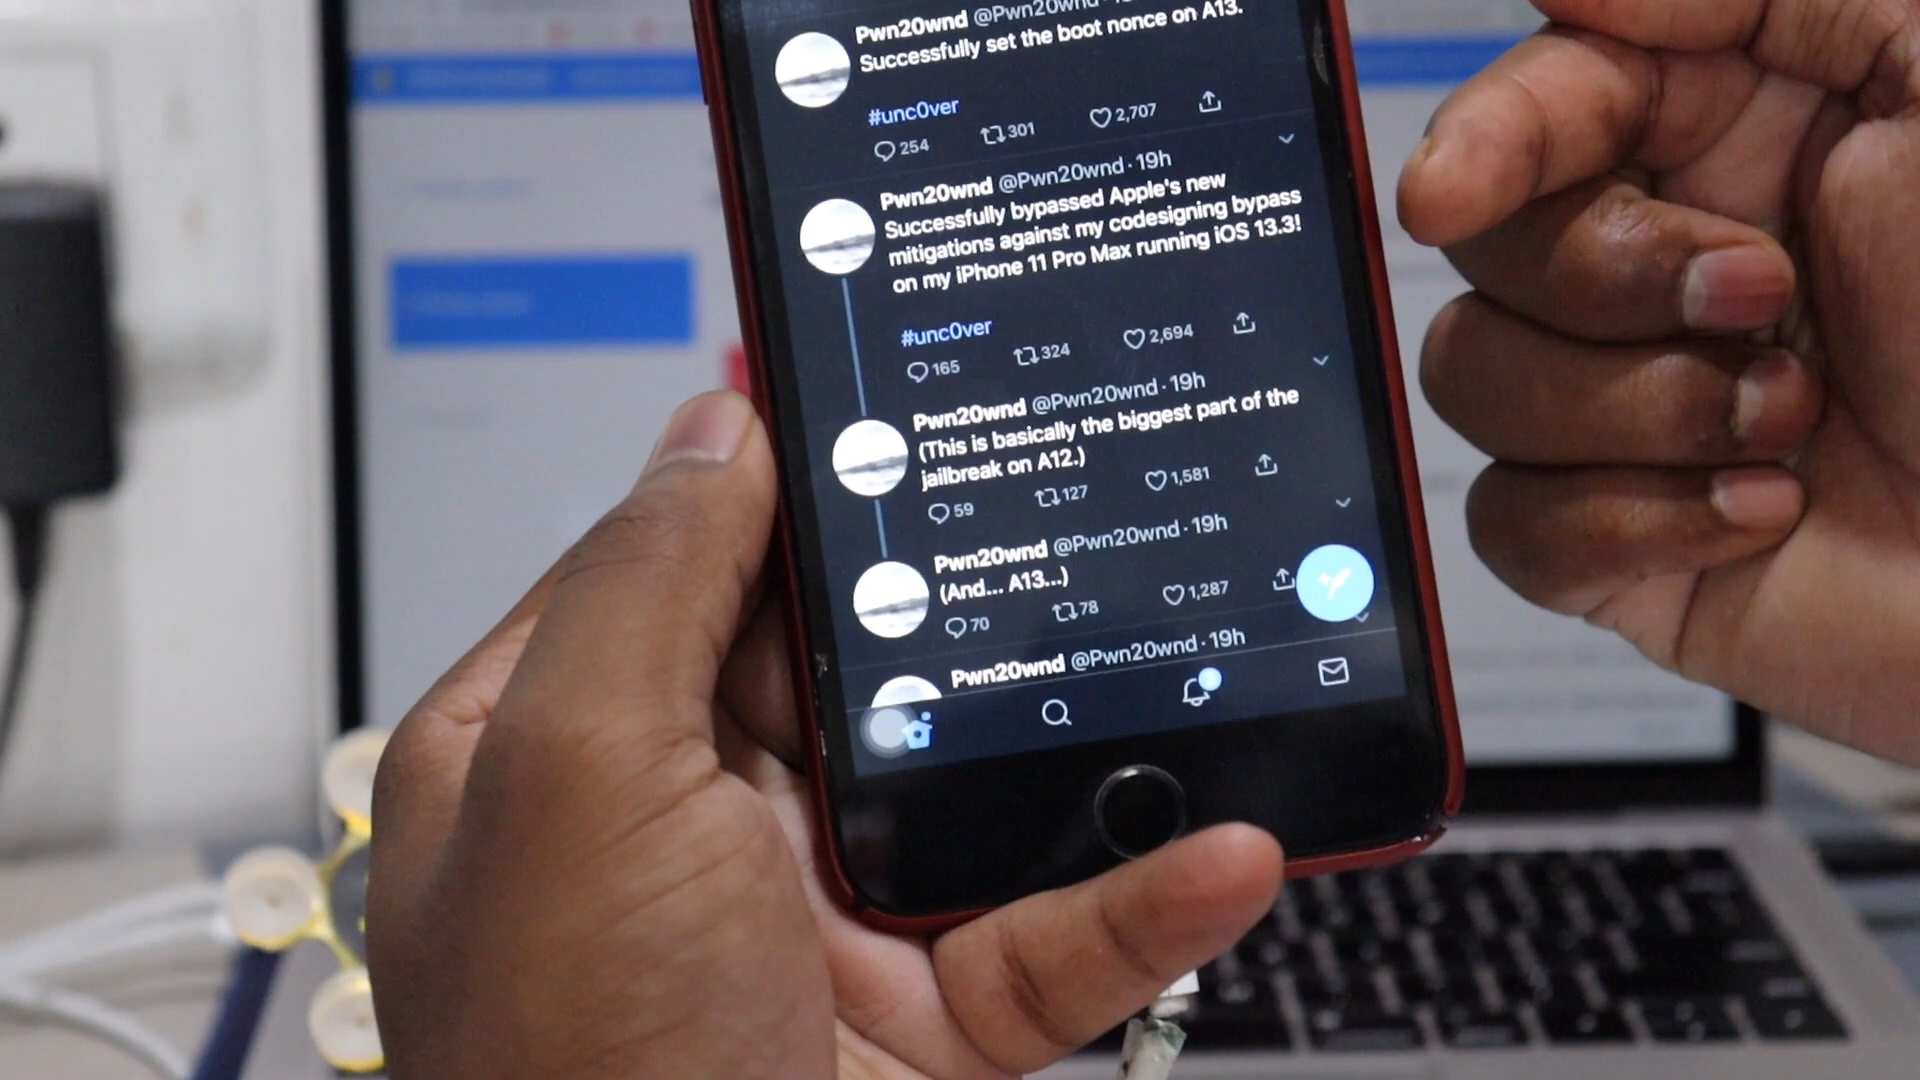 Pwn20wnd @Pwn20wnd
Successfully set the boot nonce on A13.
#unc0ver
254 301 2,707
Pwn20wnd @Pwn20wnd · 19h
Successfully bypassed Apple's new
mitigations against my codesigning bypass
on my iPhone 11 Pro Max running iOS 13.3!
#unc0ver
165 324 2,694
Pwn20wnd @Pwn20wnd · 19h
(This is basically the biggest part of the
jailbreak on A12.)
59 127 1,581
Pwn20wnd @Pwn20wnd · 19h
(And... A13...)
70 78 1,287
Pwn20wnd @Pwn20wnd · 19h